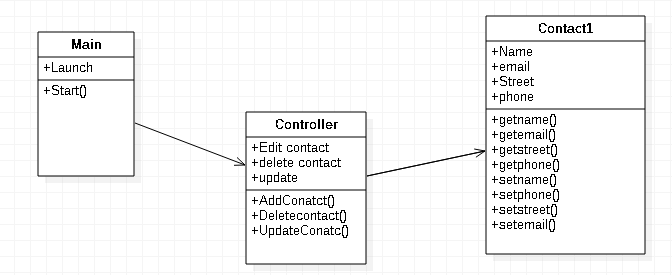 Main
+Launch
+Start()
Controller
+Edit contact
+delete contact
+update
+AddConatct()
+Deletecontact()
+UpdateConatc()
Contact1
+Name
+email
+Street
+phone
+getname()
+getemail()
+getstreet()
+getphone()
+setname()
+setphone()
+setstreet()
+setemail()